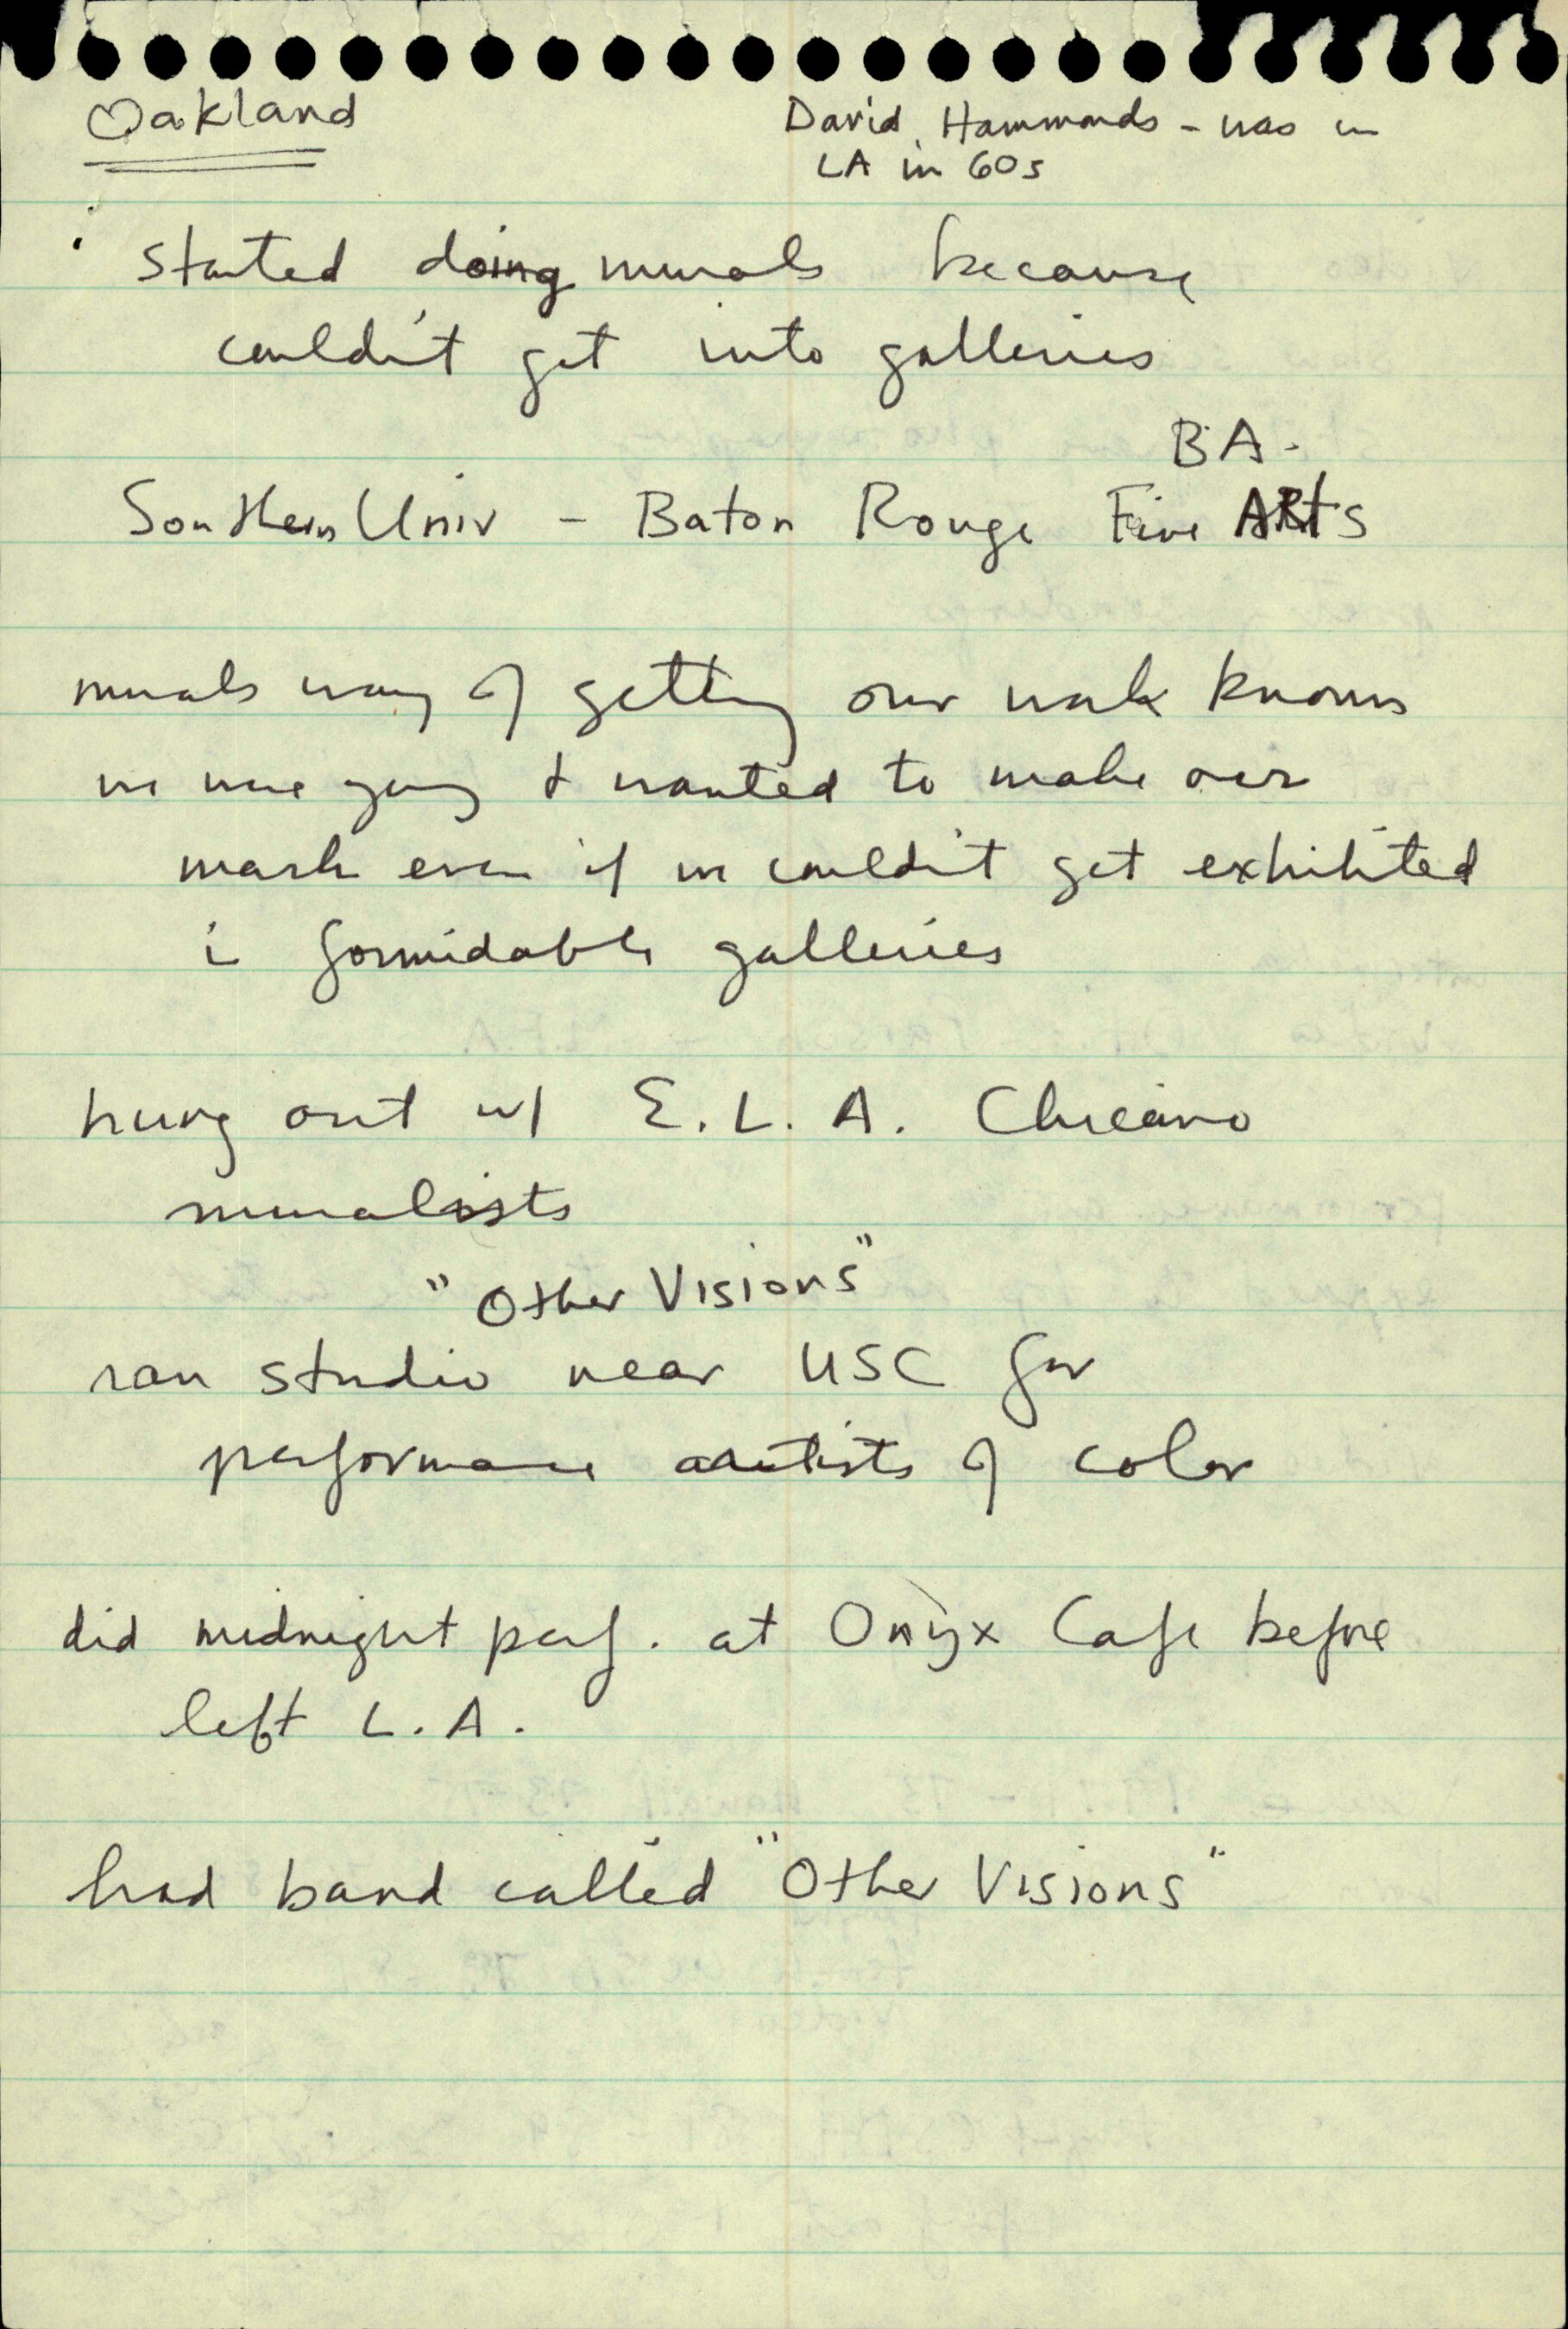 Oakland
David Hammonds - was in
LA in 60s
started doing murals because
couldn't get into galleries
BA.
Southern Univ - Baton Rouge Fine ARts
murals way of getting our work known
we were young & wanted to make our
mark even if we couldn't get exhibited
in formidable galleries
hung out w/ E.L.A. Chicano
muralists
"Other Visions"
ran studio near USC for
performance artists of color
did midnight perf. at Onyx Cafe before
left L.A.
had band called "Other Visions"